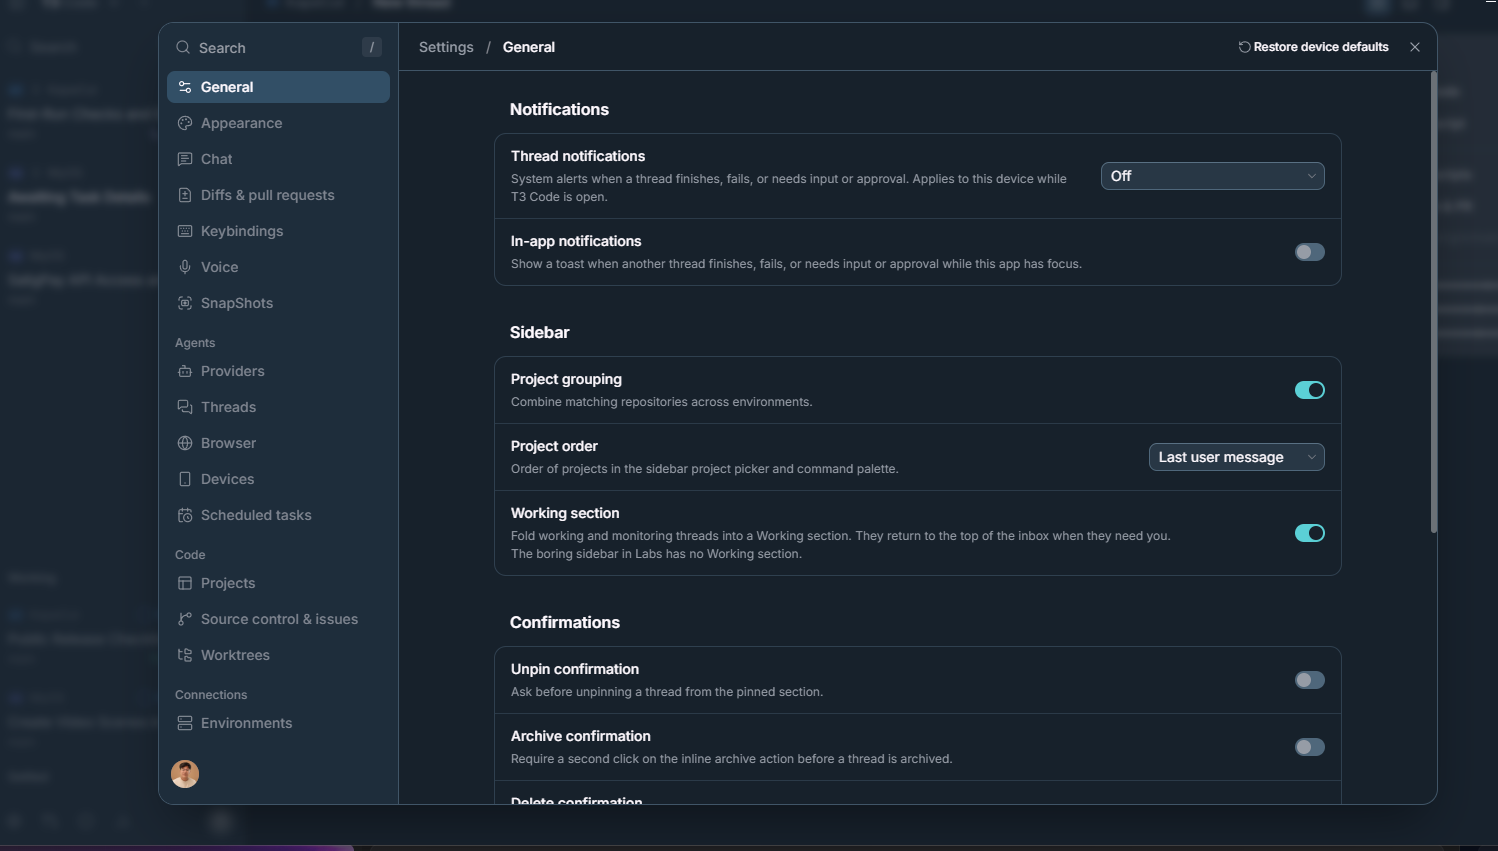 Search
/
General
Appearance
Chat
Diffs & pull requests
Keybindings
Voice
SnapShots
Agents
Providers
Threads
Browser
Devices
Scheduled tasks
Code
Projects
Source control & issues
Worktrees
Connections
Environments
Settings / General
Restore device defaults
Notifications
Thread notifications
System alerts when a thread finishes, fails, or needs input or approval. Applies to this device while
T3 Code is open.
Off
In-app notifications
Show a toast when another thread finishes, fails, or needs input or approval while this app has focus.
Sidebar
Project grouping
Combine matching repositories across environments.
Project order
Order of projects in the sidebar project picker and command palette.
Last user message
Working section
Fold working and monitoring threads into a Working section. They return to the top of the inbox when they need you.
The boring sidebar in Labs has no Working section.
Confirmations
Unpin confirmation
Ask before unpinning a thread from the pinned section.
Archive confirmation
Require a second click on the inline archive action before a thread is archived.
Delete confirmation